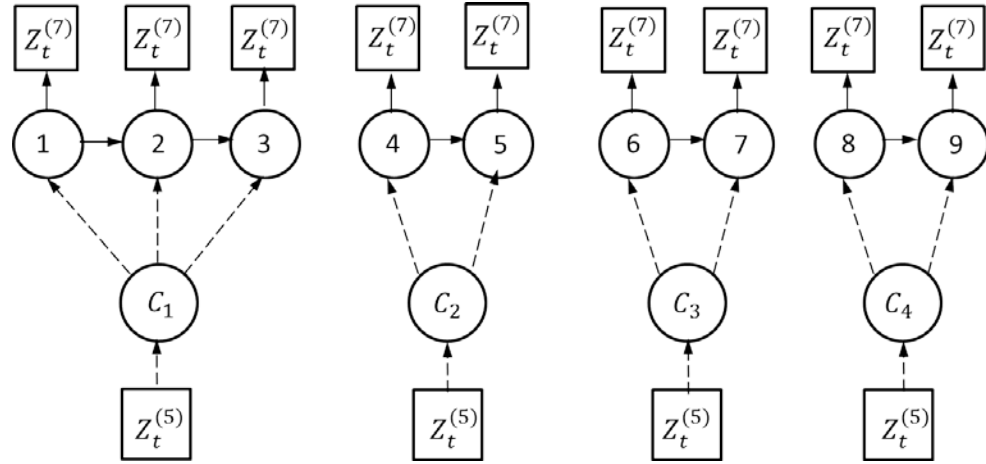 Z_t^{(7)} Z_t^{(7)} Z_t^{(7)} Z_t^{(7)} Z_t^{(7)} Z_t^{(7)} Z_t^{(7)} Z_t^{(7)} Z_t^{(7)}
1 2 3 4 5 6 7 8 9
C_1 C_2 C_3 C_4
Z_t^{(5)} Z_t^{(5)} Z_t^{(5)} Z_t^{(5)}